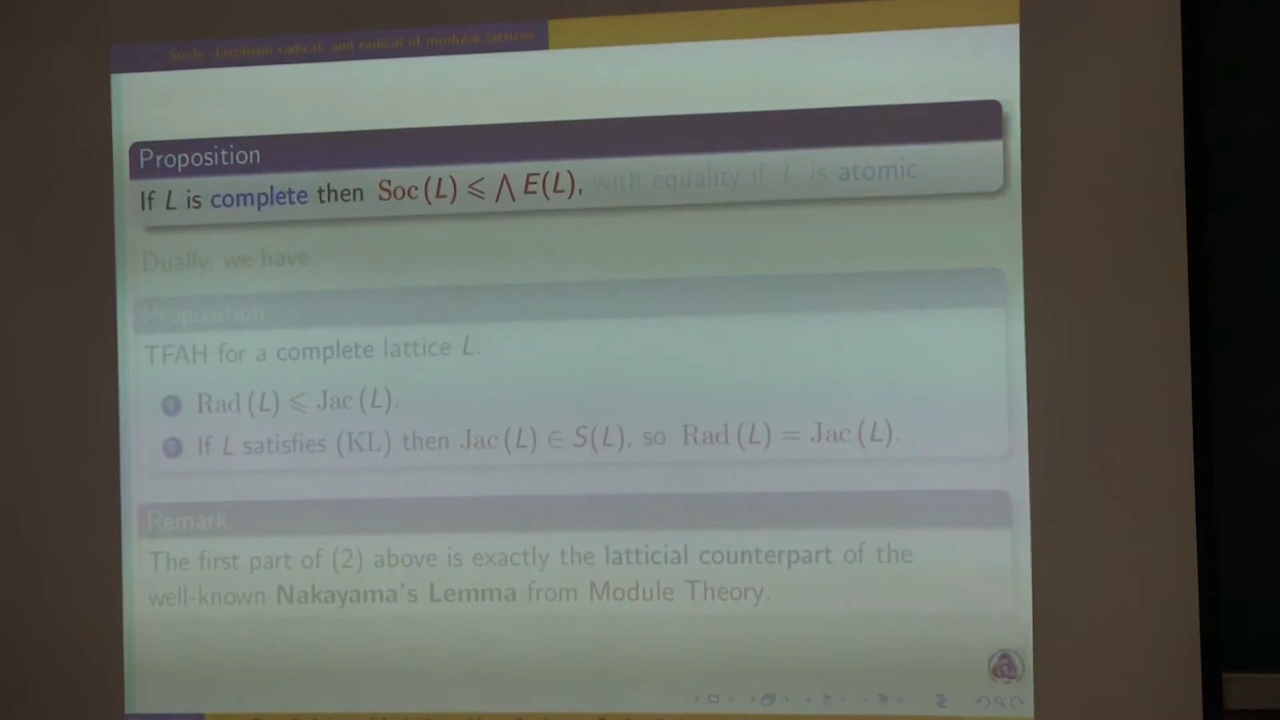 Socle, Jacobson radical, and radical of modular lattices
Proposition
If L is complete then Soc (L) ⩽ ⋀ E(L), with equality if L is atomic
Dually, we have:
Proposition
TFAH for a complete lattice L.
1 Rad (L) ⩽ Jac (L).
2 If L satisfies (KL) then Jac (L) ∈ S(L), so Rad (L) = Jac (L).
Remark
The first part of (2) above is exactly the latticial counterpart of the
well-known Nakayama's Lemma from Module Theory.